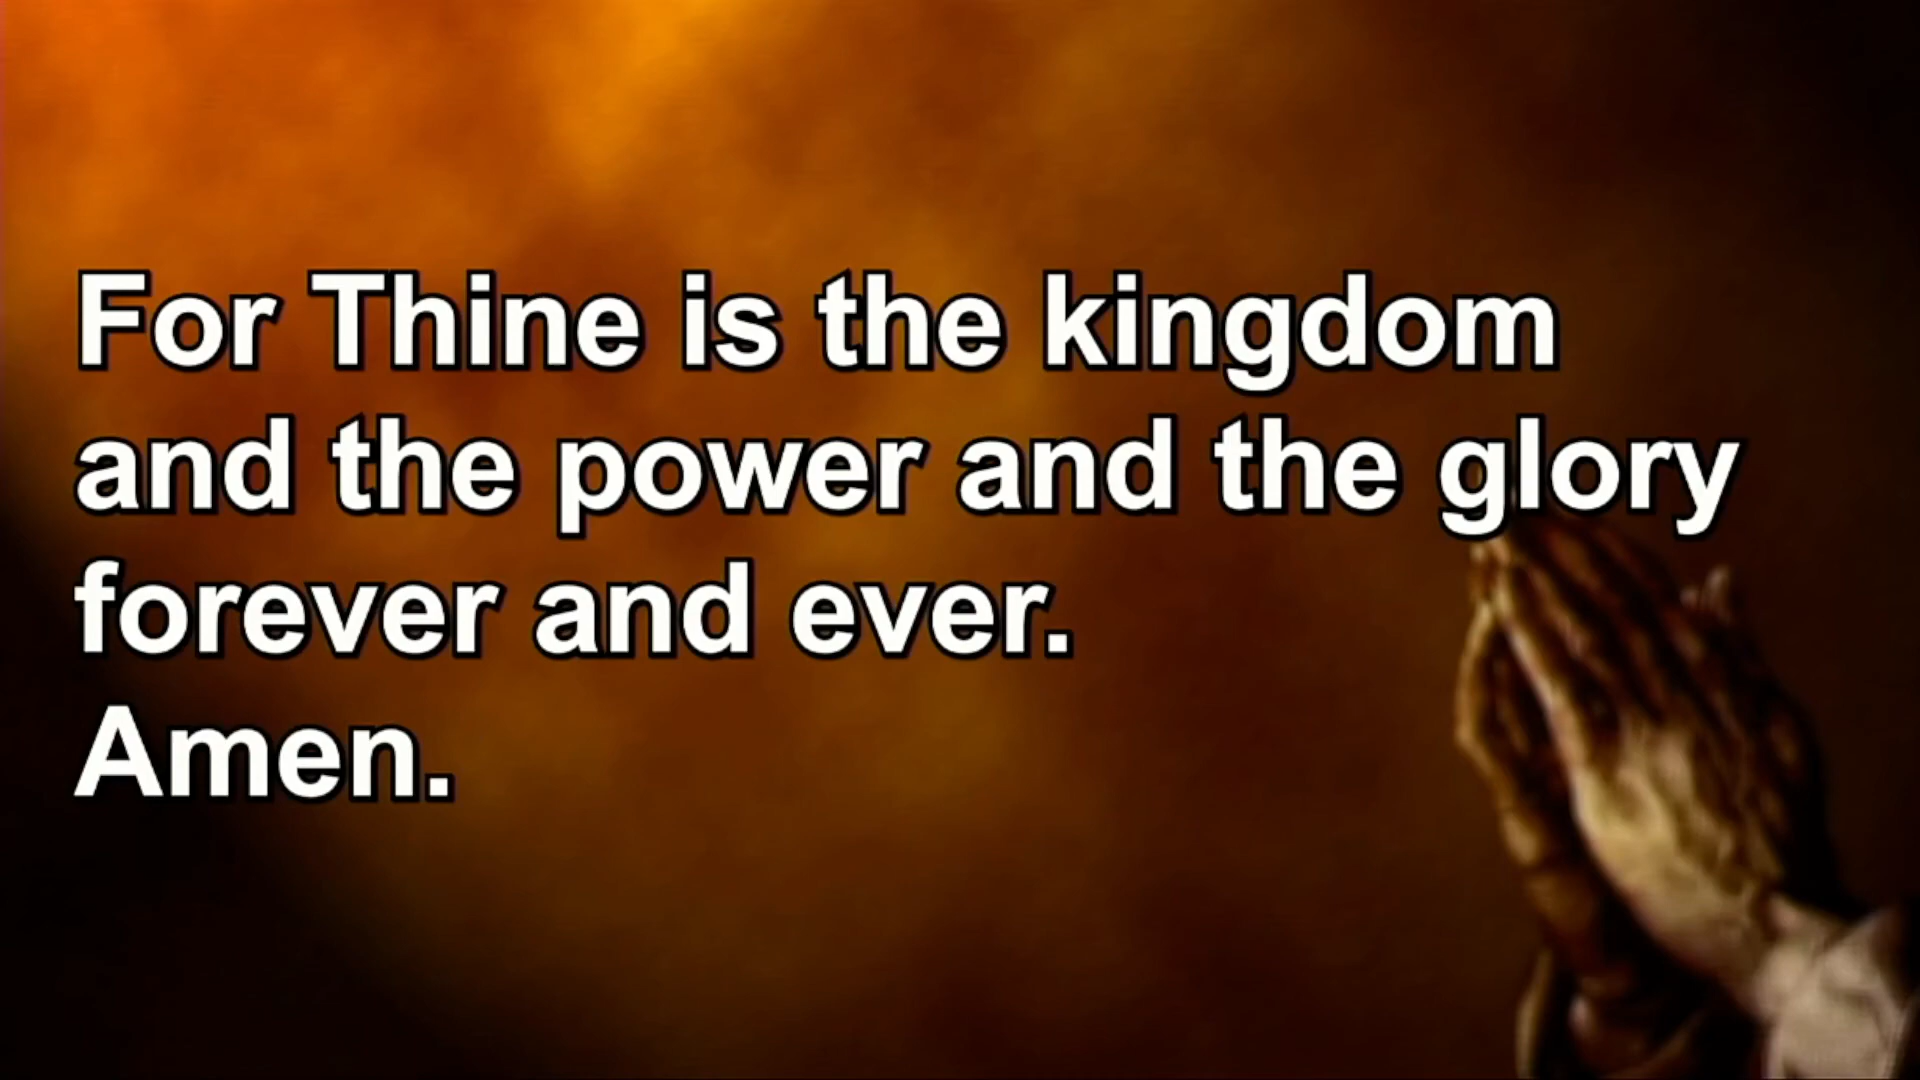 For Thine is the kingdom
and the power and the glory
forever and ever.
Amen.